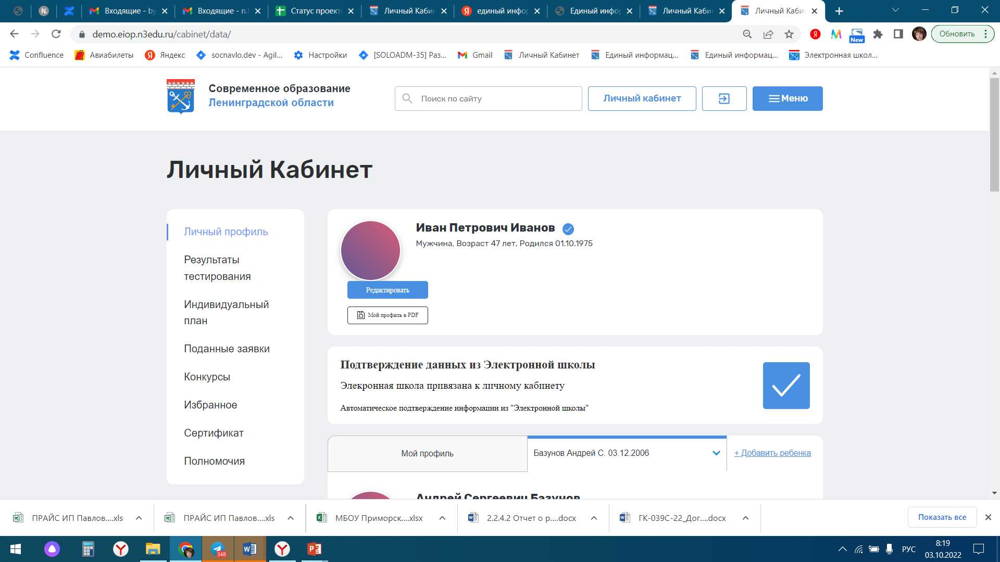 Входящие - by
Входящие - n.l
Статус проект
Личный Каби
единый инфо
Единый инфо
Личный Каби
Личный Каби
demo.eiop.n3edu.ru/cabinet/data/
New
Обновить
Confluence
Авиабилеты
Яндекс
socnavlo.dev - Agil...
Настройки
[SOLOADM-35] Раз...
Gmail
Личный Кабинет
Единый информац...
Единый информац...
Электронная школ...
Современное образование
Ленинградской области
Поиск по сайту
Личный кабинет
Меню
Личный Кабинет
Личный профиль
Результаты
тестирования
Индивидуальный
план
Поданные заявки
Конкурсы
Избранное
Сертификат
Полномочия
Иван Петрович Иванов
Мужчина, Возраст 47 лет, Родился 01.10.1975
Редактировать
Мой профиль в PDF
Подтверждение данных из Электронной школы
Элекронная школа привязана к личному кабинету
Автоматическое подтверждение информации из "Электронной школы"
Мой профиль
Базунов Андрей С. 03.12.2006
+ Добавить ребенка
Андрей Сергеевич Базунов
ПРАЙС ИП Павлов....xls
ПРАЙС ИП Павлов....xls
МБОУ Приморск....xlsx
2.2.4.2 Отчет о р....docx
ГК-039С-22_Дог....docx
Показать все
348
РУС
8:19
03.10.2022